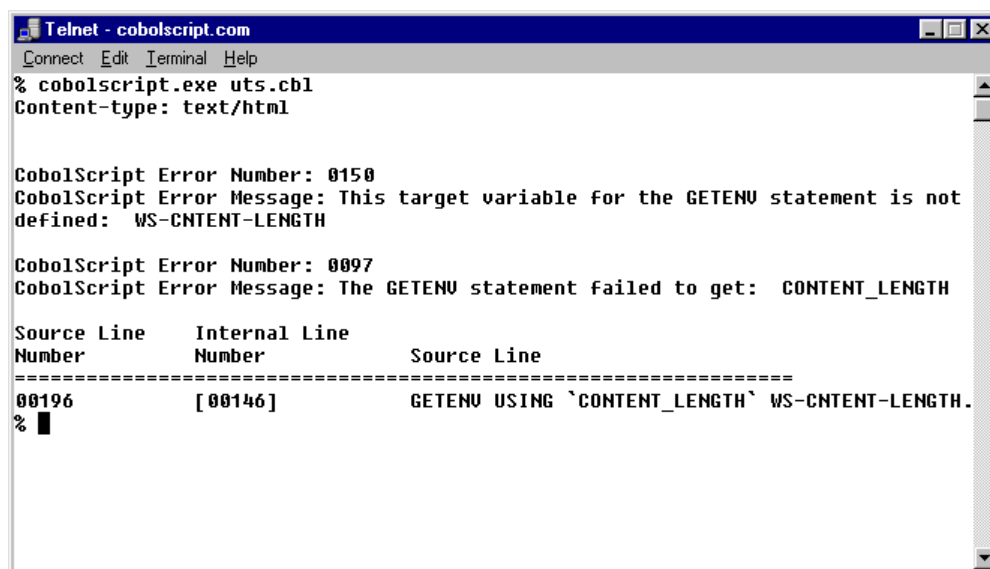 Telnet - cobolscript.com
Connect Edit Terminal Help
% cobolscript.exe uts.cbl
Content-type: text/html
CobolScript Error Number: 0150
CobolScript Error Message: This target variable for the GETENV statement is not
defined:  WS-CNTENT-LENGTH
CobolScript Error Number: 0097
CobolScript Error Message: The GETENV statement failed to get:  CONTENT_LENGTH
Source Line Internal Line
Number Number Source Line
=================================================================
00196 [00146] GETENV USING `CONTENT_LENGTH` WS-CNTENT-LENGTH.
%